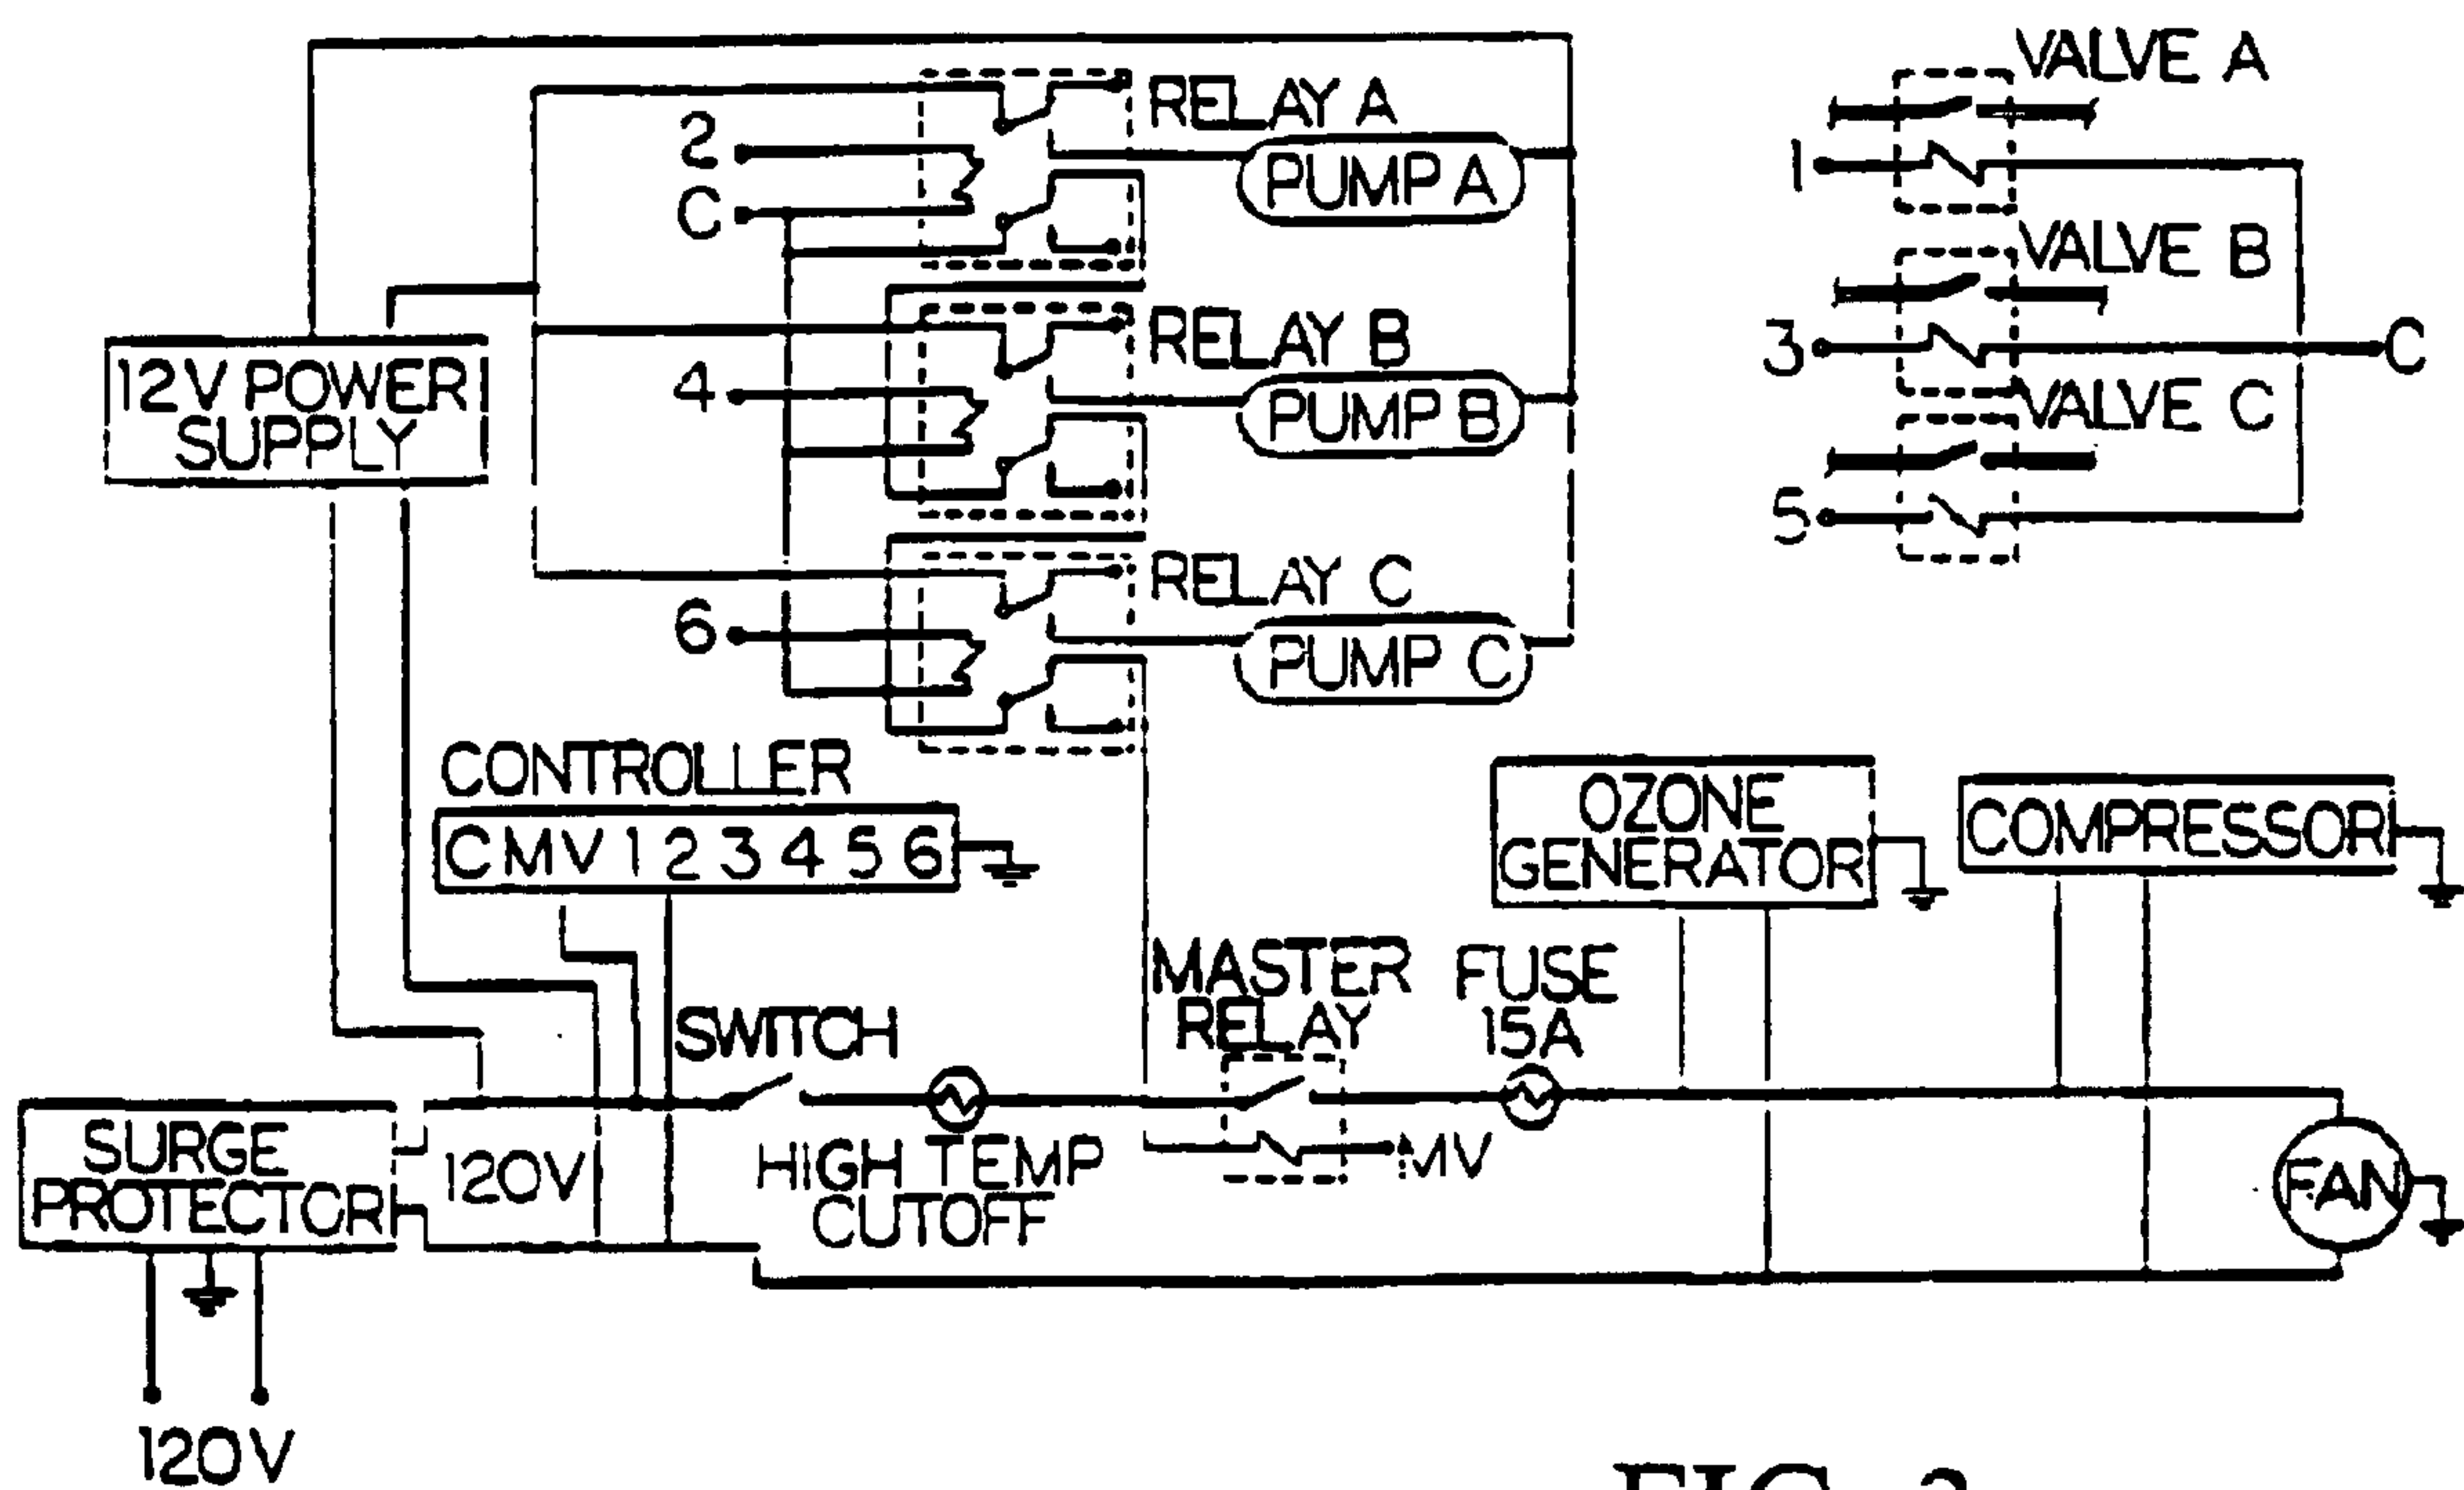 VALVE A
RELAY A
2
PUMP A
1
C
VALVE B
RELAY B
3
C
12V POWER
SUPPLY
4
PUMP B
VALVE C
5
RELAY C
6
PUMP C
CONTROLLER
C MV 1 2 3 4 5 6
OZONE
GENERATOR
COMPRESSOR
MASTER
RELAY
FUSE
15A
SWITCH
SURGE
PROTECTOR
120V
HIGH TEMP
CUTOFF
MV
FAN
120V